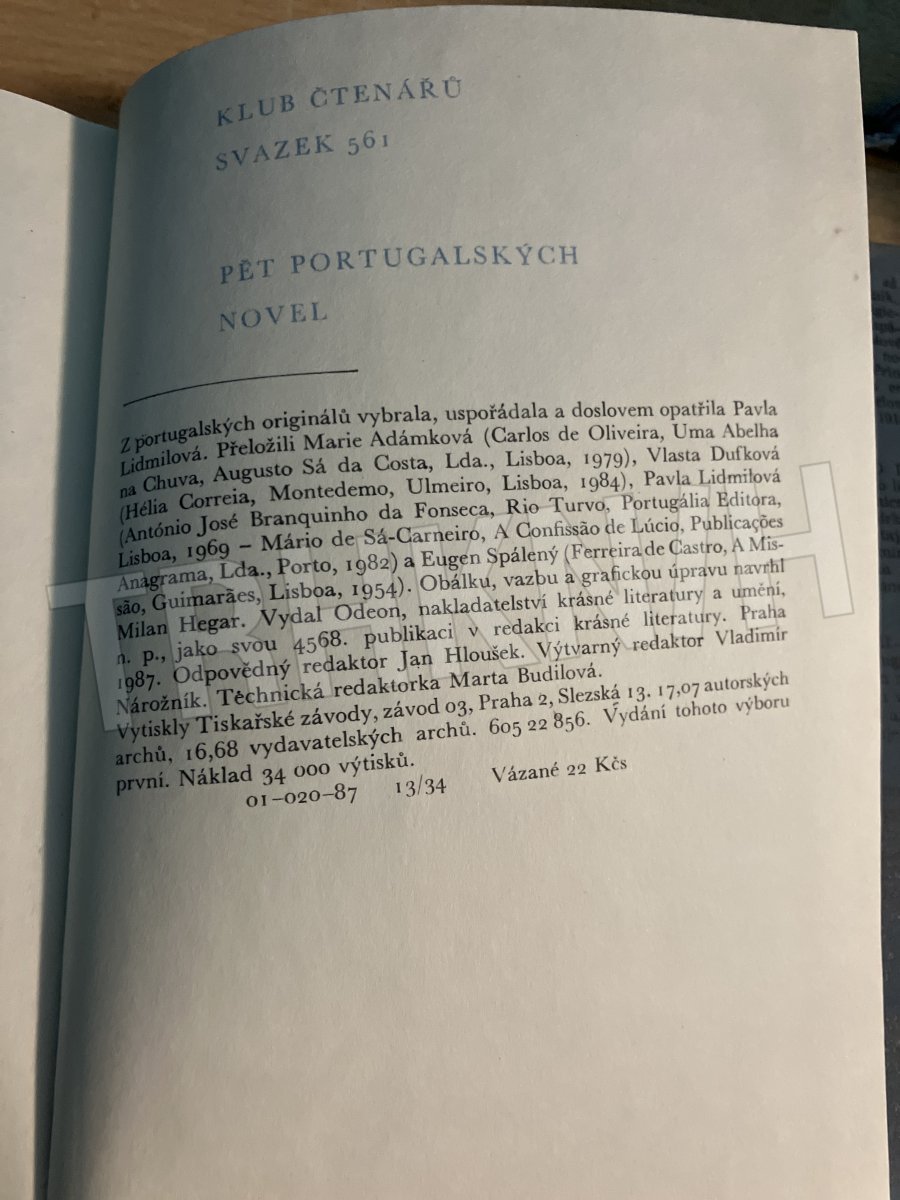 KLUB ČTENÁŘŮ
SVAZEK 561
PĚT PORTUGALSKÝCH
NOVEL
Z portugalských originálů vybrala, uspořádala a doslovem opatřila Pavla
Lidmilová. Přeložili Marie Adámková (Carlos de Oliveira, Uma Abelha
na Chuva, Augusto Sá da Costa, Lda., Lisboa, 1979), Vlasta Dufková
(Hélia Correia, Montedemo, Ulmeiro, Lisboa, 1984), Pavla Lidmilová
(António José Branquinho da Fonseca, Rio Turvo, Portugália Editora,
Lisboa, 1969 – Mário de Sá-Carneiro, A Confissão de Lúcio, Publicações
Anagrama, Lda., Porto, 1982) a Eugen Spálený (Ferreira de Castro, A Mis-
são, Guimarães, Lisboa, 1954). Obálku, vazbu a grafickou úpravu navrhl
Milan Hegar. Vydal Odeon, nakladatelství krásné literatury a umění,
n. p., jako svou 4568. publikaci v redakci krásné literatury. Praha
1987. Odpovědný redaktor Jan Hloušek. Výtvarný redaktor Vladimír
Nárožník. Technická redaktorka Marta Budilová.
Vytiskly Tiskařské závody, závod 03, Praha 2, Slezská 13. 17,07 autorských
archů, 16,68 vydavatelských archů. 605 22 856. Vydání tohoto výboru
první. Náklad 34 000 výtisků.
01–020–87 13/34 Vázané 22 Kčs